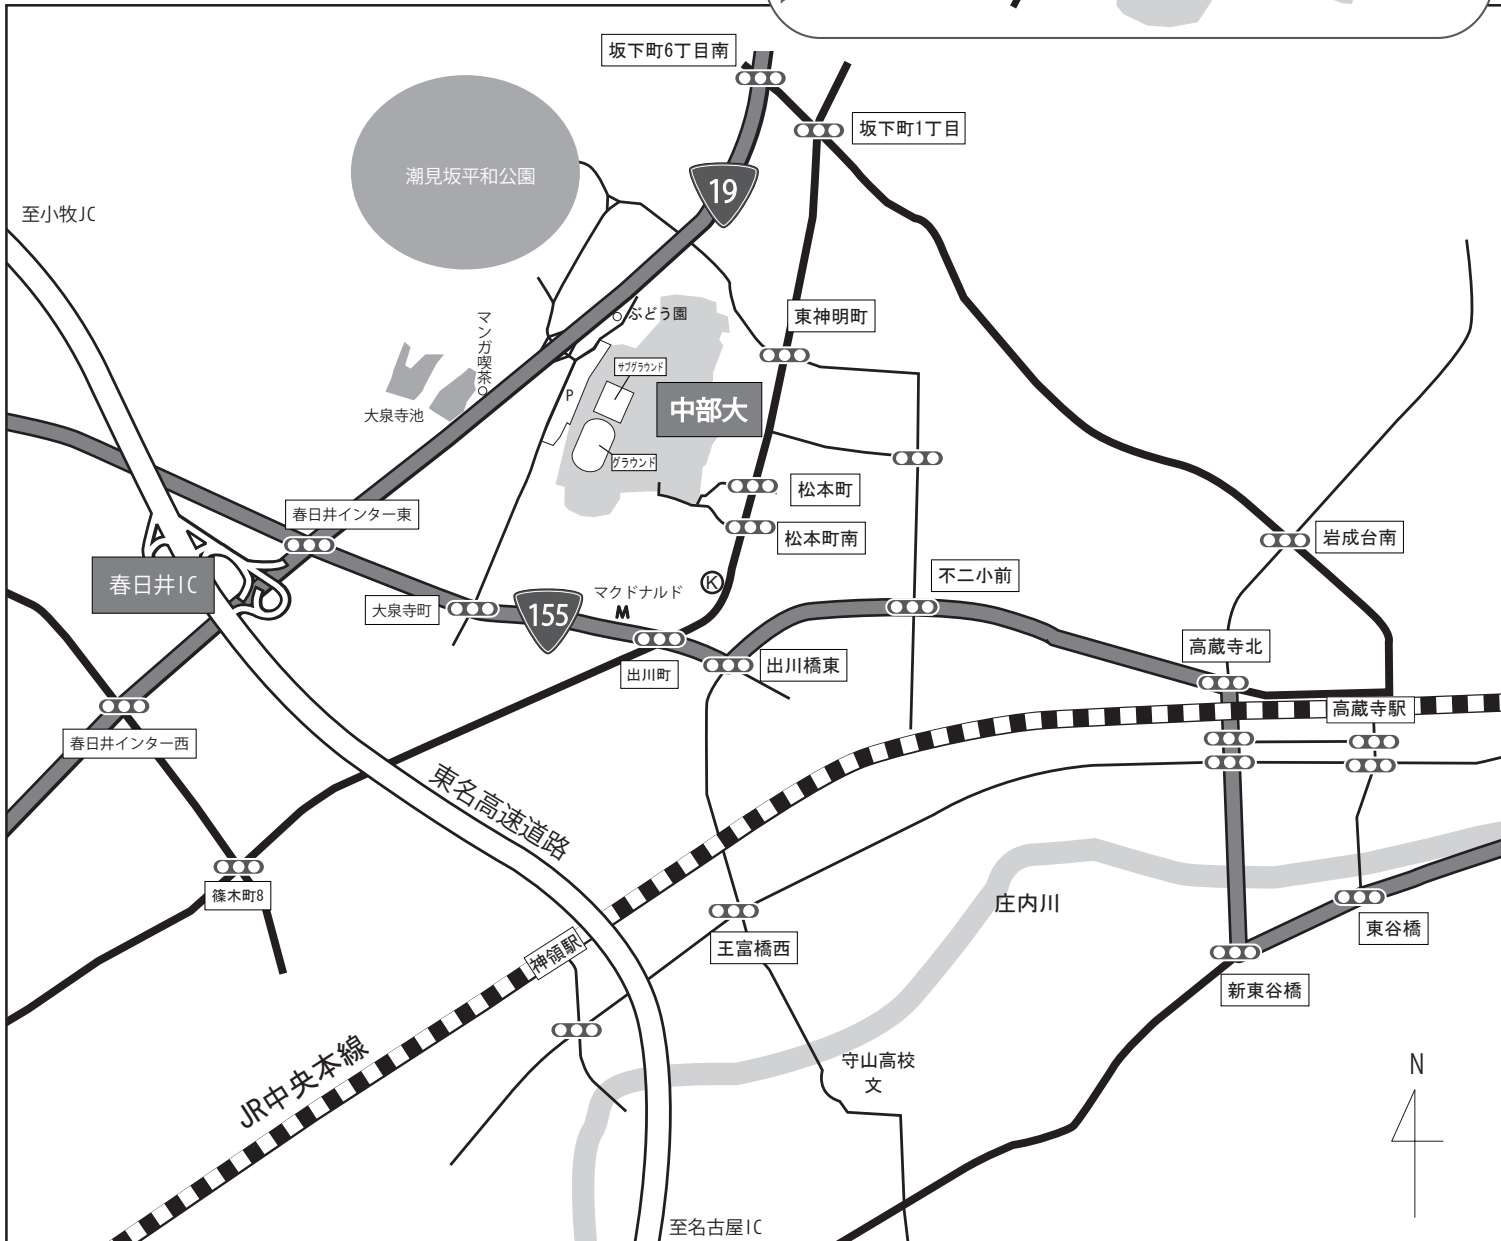 坂下町6丁目南
坂下町1丁目
潮見坂平和公園
19
至小牧JC
マンガ喫茶
ぶどう園
東神明町
サブグラウンド
P
中部大
大泉寺池
グラウンド
松本町
春日井インター東
松本町南
岩成台南
春日井IC
K
不二小前
マクドナルド
M
大泉寺町
155
出川町
出川橋東
高蔵寺北
高蔵寺駅
春日井インター西
東名高速道路
篠木町8
庄内川
神領駅
王富橋西
東谷橋
新東谷橋
JR中央本線
守山高校
文
N
至名古屋IC